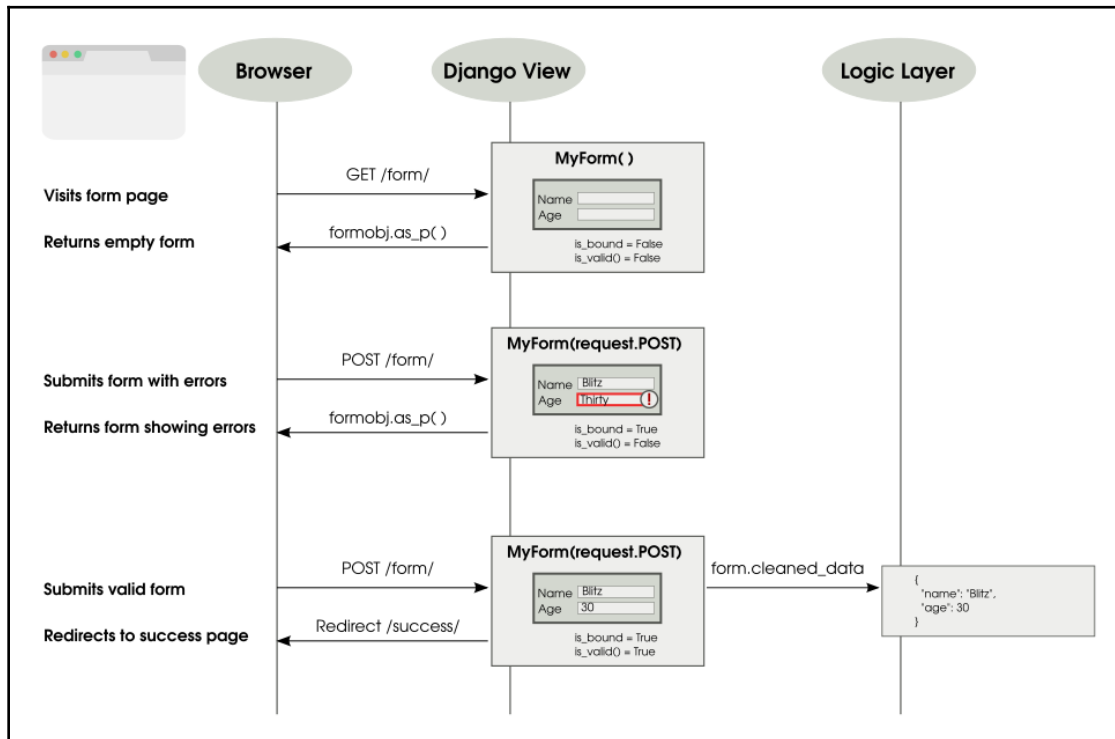 Browser
Django View
Logic Layer
MyForm( )
GET /form/
Visits form page
Name
Age
Returns empty form
formobj.as_p( )
is_bound = False
is_valid() = False
MyForm(request.POST)
POST /form/
Submits form with errors
Name Blitz
Age Thirty !
Returns form showing errors
formobj.as_p( )
is_bound = True
is_valid() = False
MyForm(request.POST)
POST /form/
form.cleaned_data
Submits valid form
Name Blitz
Age 30
{
"name": "Blitz",
"age": 30
}
Redirects to success page
Redirect /success/
is_bound = True
is_valid() = True